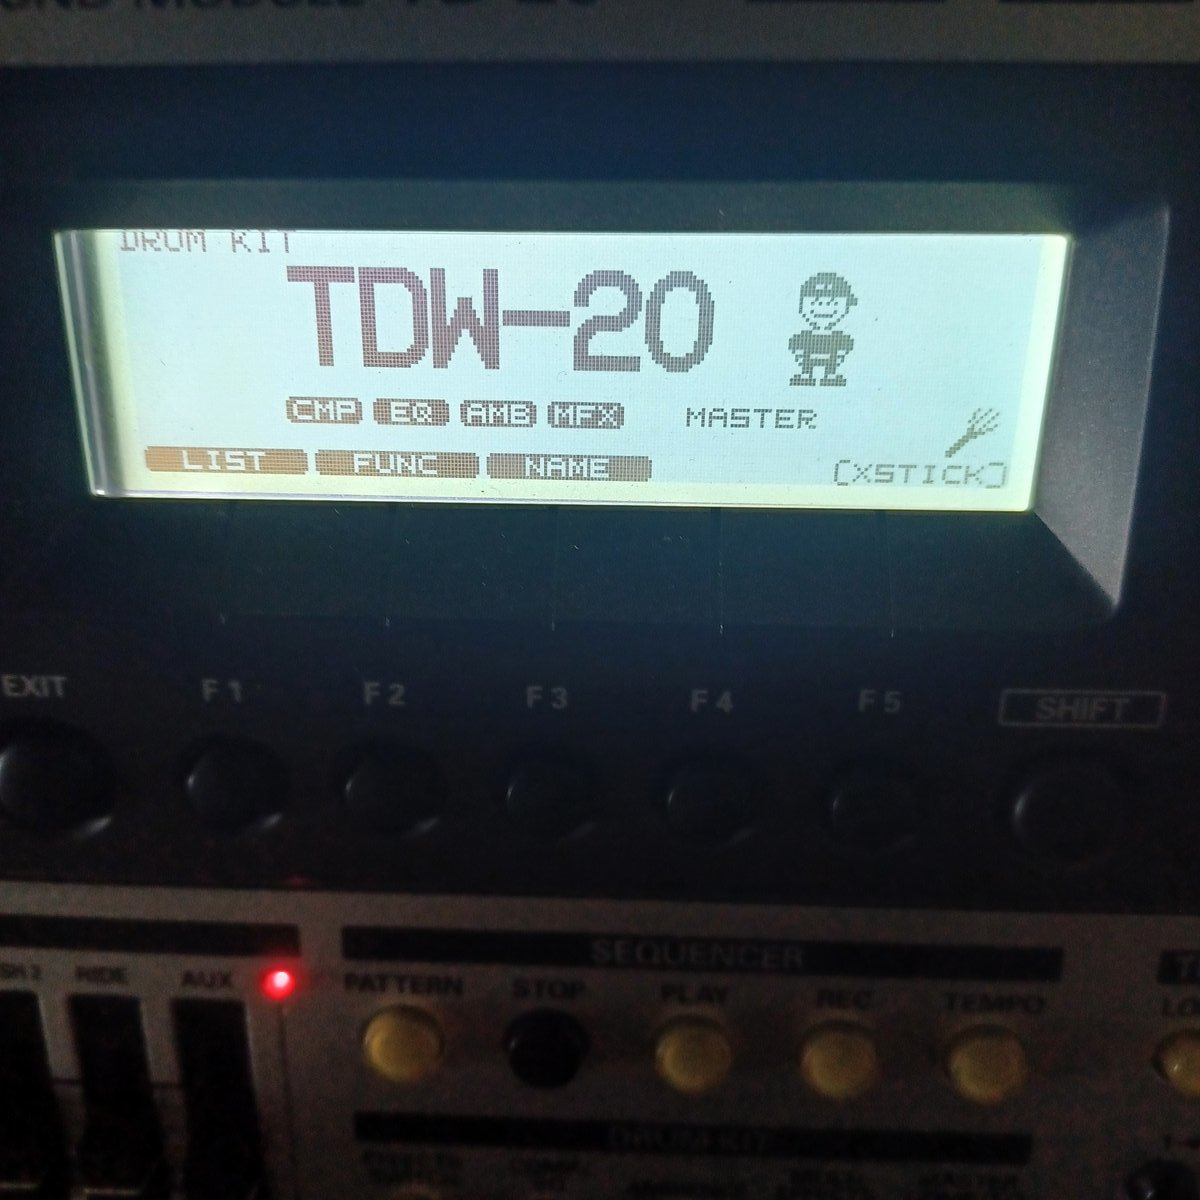 DRUM KIT
TDW-20
CMP EQ AMB MFX MASTER
LIST FUNC NAME [XSTICK]
EXIT F1 F2 F3 F4 F5 SHIFT
SEQUENCER
RIDE AUX PATTERN STOP PLAY REC TEMPO
DRUM KIT